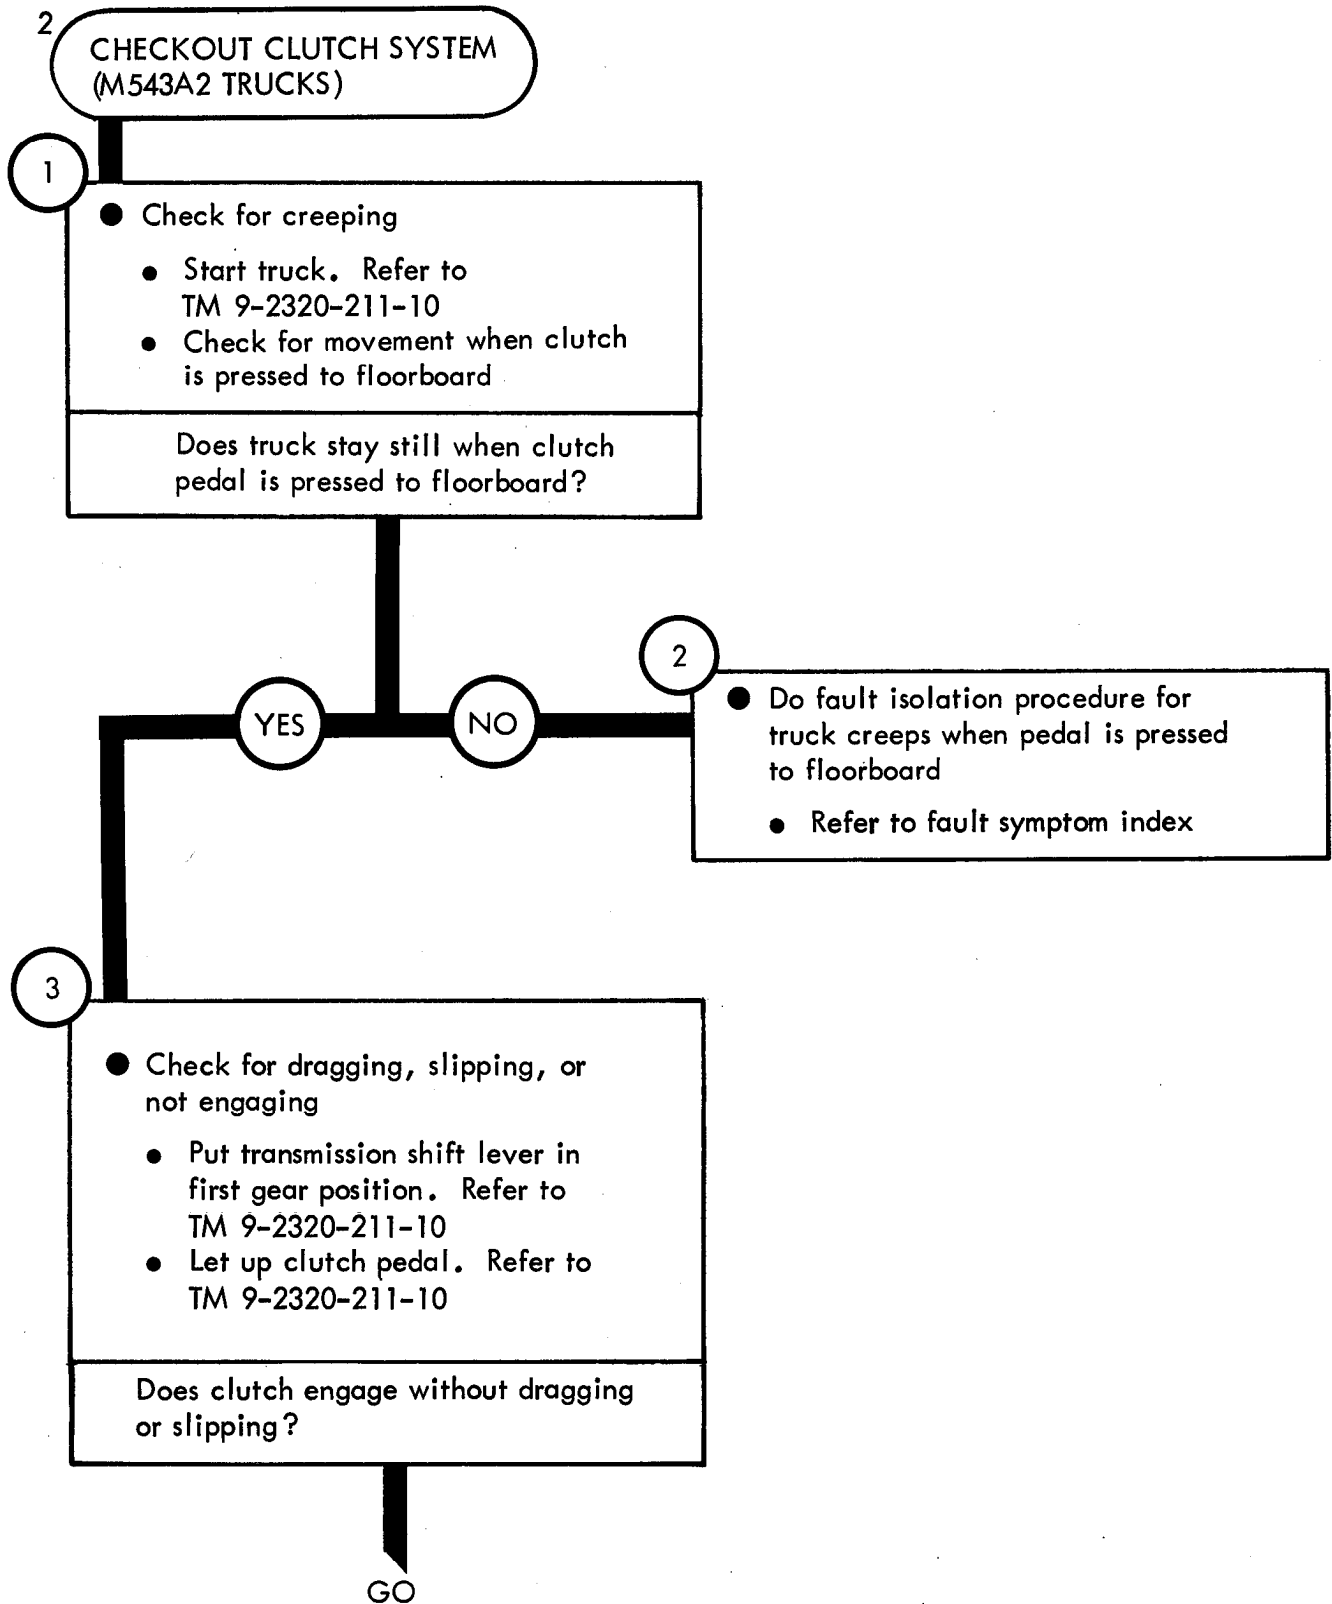 2
CHECKOUT CLUTCH SYSTEM
(M543A2 TRUCKS)
1
● Check for creeping
● Start truck. Refer to
TM 9-2320-211-10
● Check for movement when clutch
is pressed to floorboard
Does truck stay still when clutch
pedal is pressed to floorboard?
YES
NO
2
● Do fault isolation procedure for
truck creeps when pedal is pressed
to floorboard
● Refer to fault symptom index
3
● Check for dragging, slipping, or
not engaging
● Put transmission shift lever in
first gear position. Refer to
TM 9-2320-211-10
● Let up clutch pedal. Refer to
TM 9-2320-211-10
Does clutch engage without dragging
or slipping?
GO